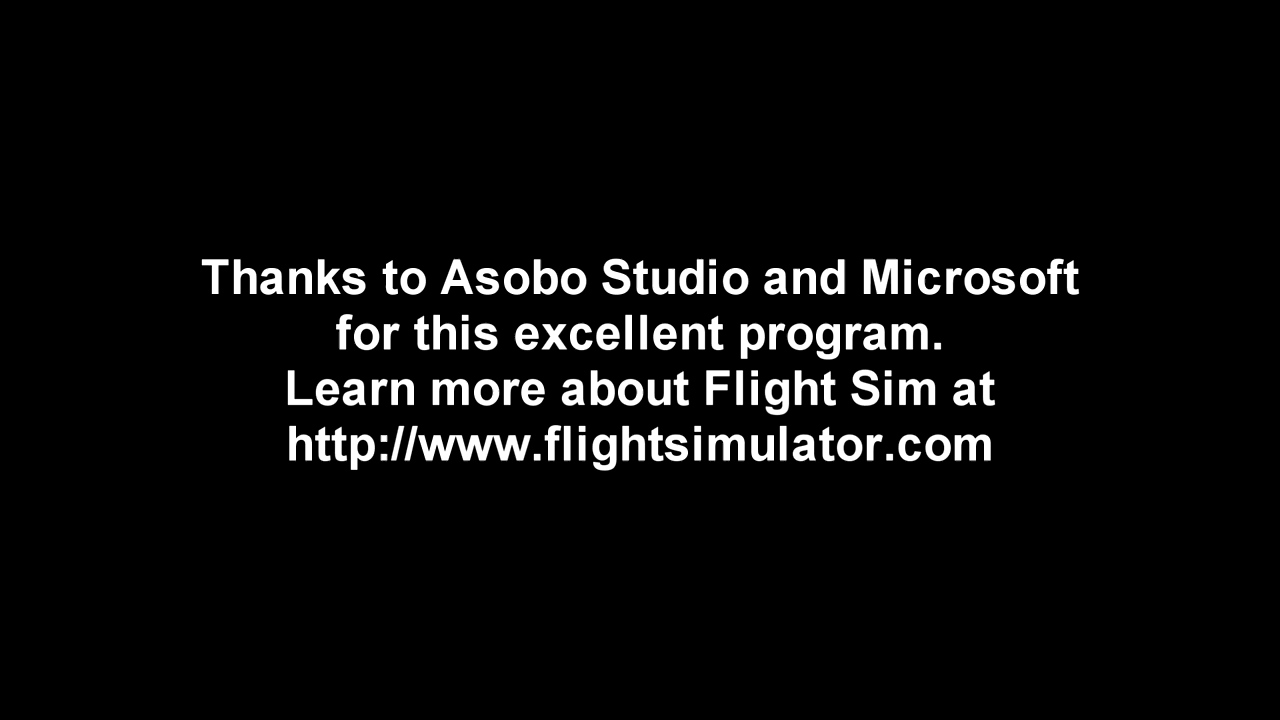 Thanks to Asobo Studio and Microsoft
for this excellent program.
Learn more about Flight Sim at
http://www.flightsimulator.com